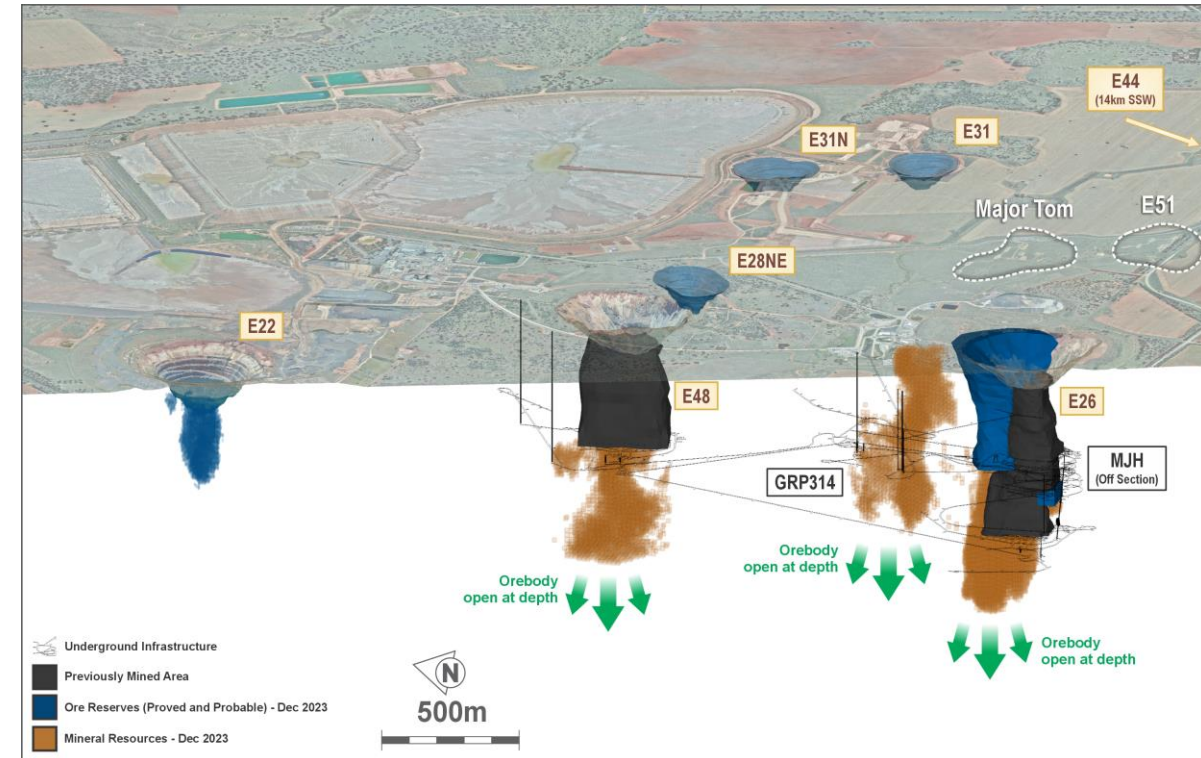 E44
(14km SSW)
E31N
E31
Major Tom
E51
E28NE
E22
E48
E26
GRP314
MJH
(Off Section)
Orebody
open at depth
Orebody
open at depth
Orebody
open at depth
Underground Infrastructure
Previously Mined Area
Ore Reserves (Proved and Probable) - Dec 2023
Mineral Resources - Dec 2023
N
500m